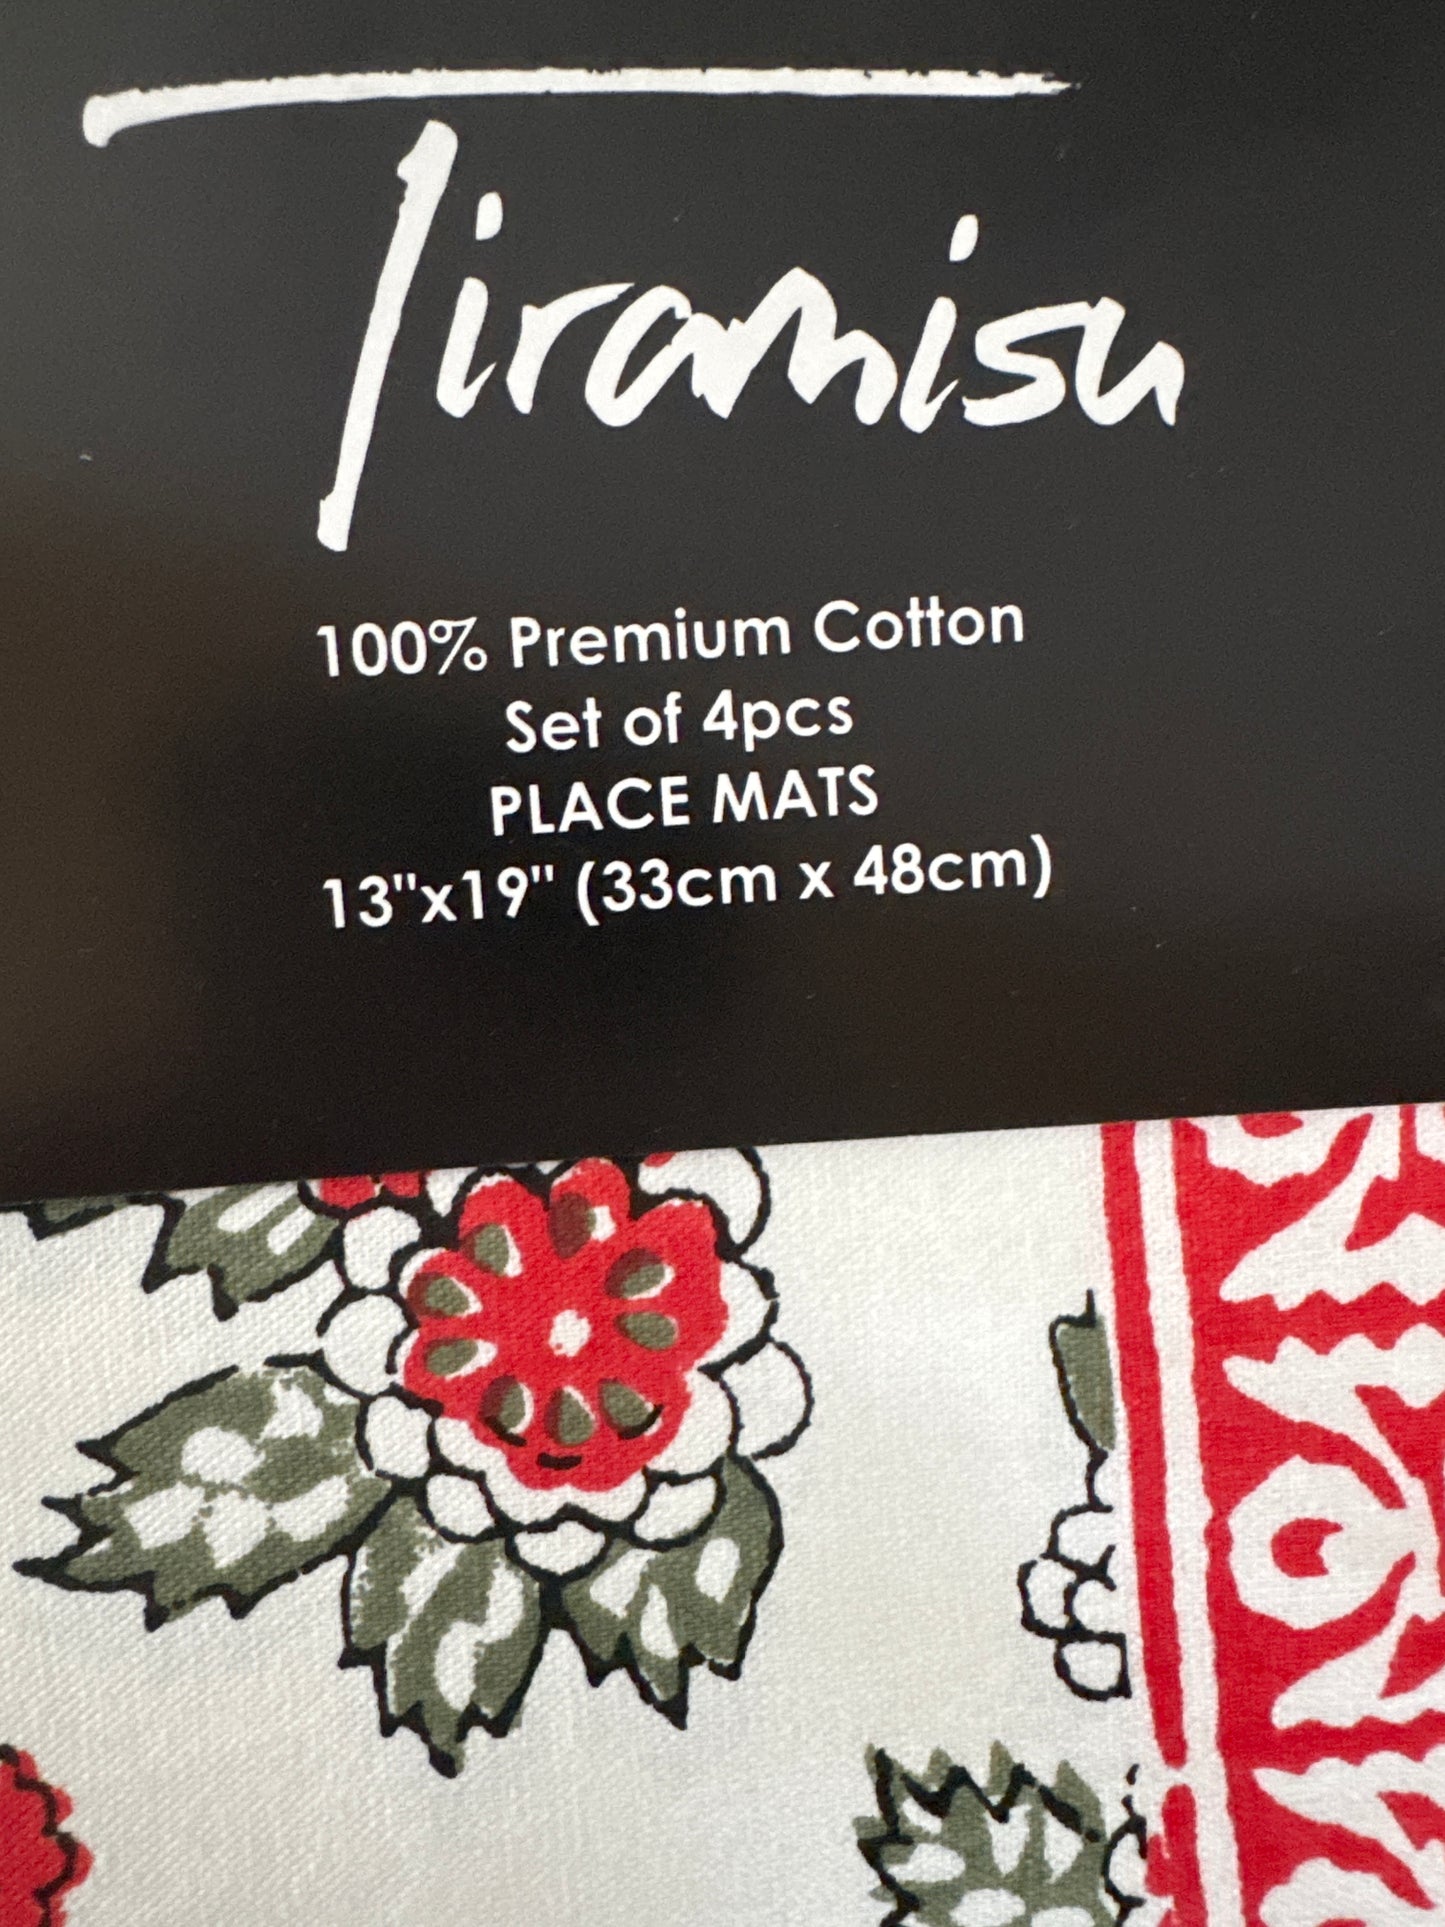 Tiramisu
100% Premium Cotton
Set of 4pcs
PLACE MATS
13"x19" (33cm x 48cm)